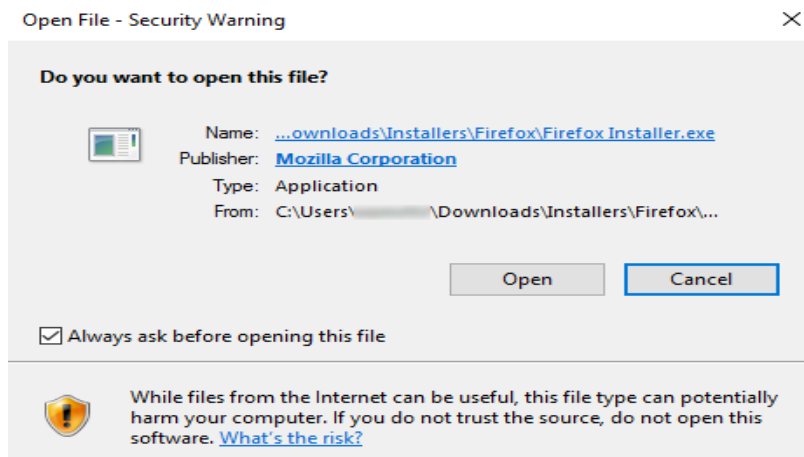 Open File - Security Warning
Do you want to open this file?
Name: ...ownloads\Installers\Firefox\Firefox Installer.exe
Publisher: Mozilla Corporation
Type: Application
From: C:\Users\ \Downloads\Installers\Firefox\...
Open Cancel
Always ask before opening this file
While files from the Internet can be useful, this file type can potentially
harm your computer. If you do not trust the source, do not open this
software. What's the risk?